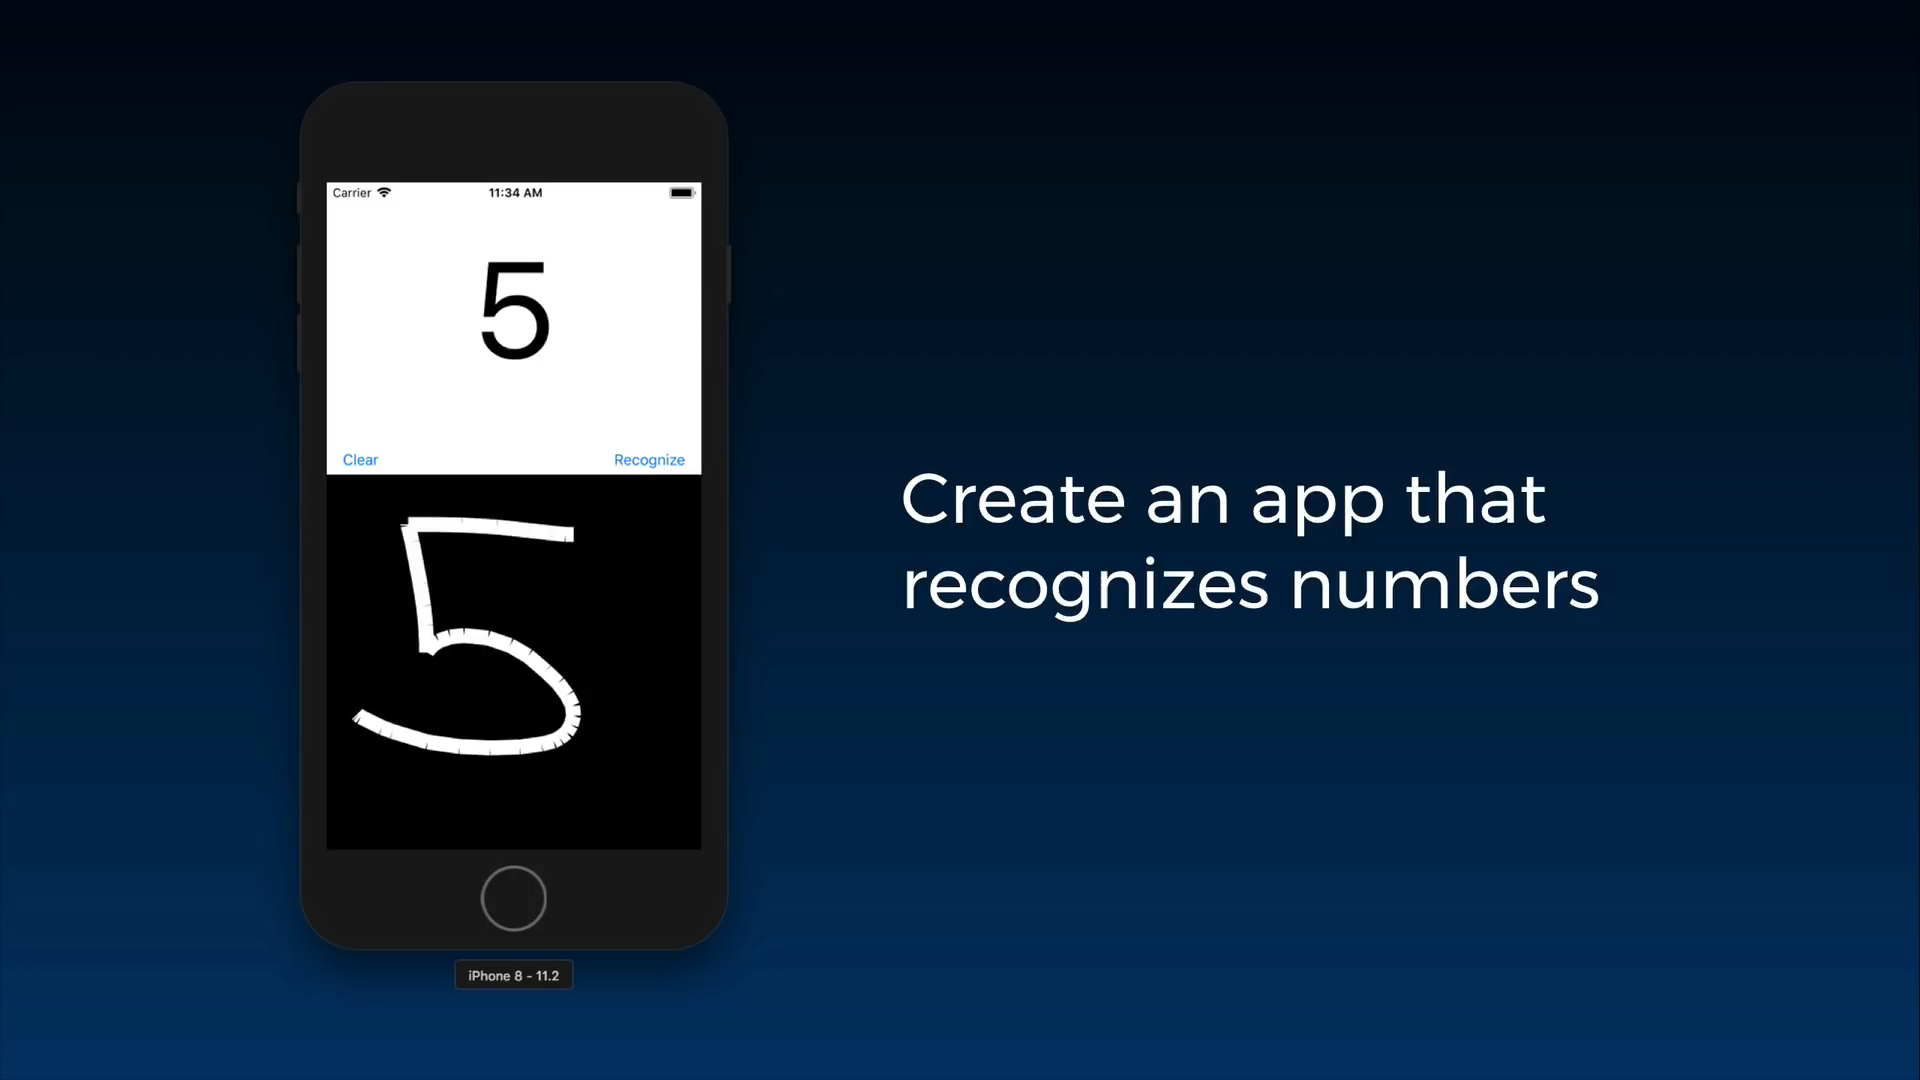 Carrier
11:34 AM
5
Clear
Recognize
5
iPhone 8 - 11.2
Create an app that
recognizes numbers